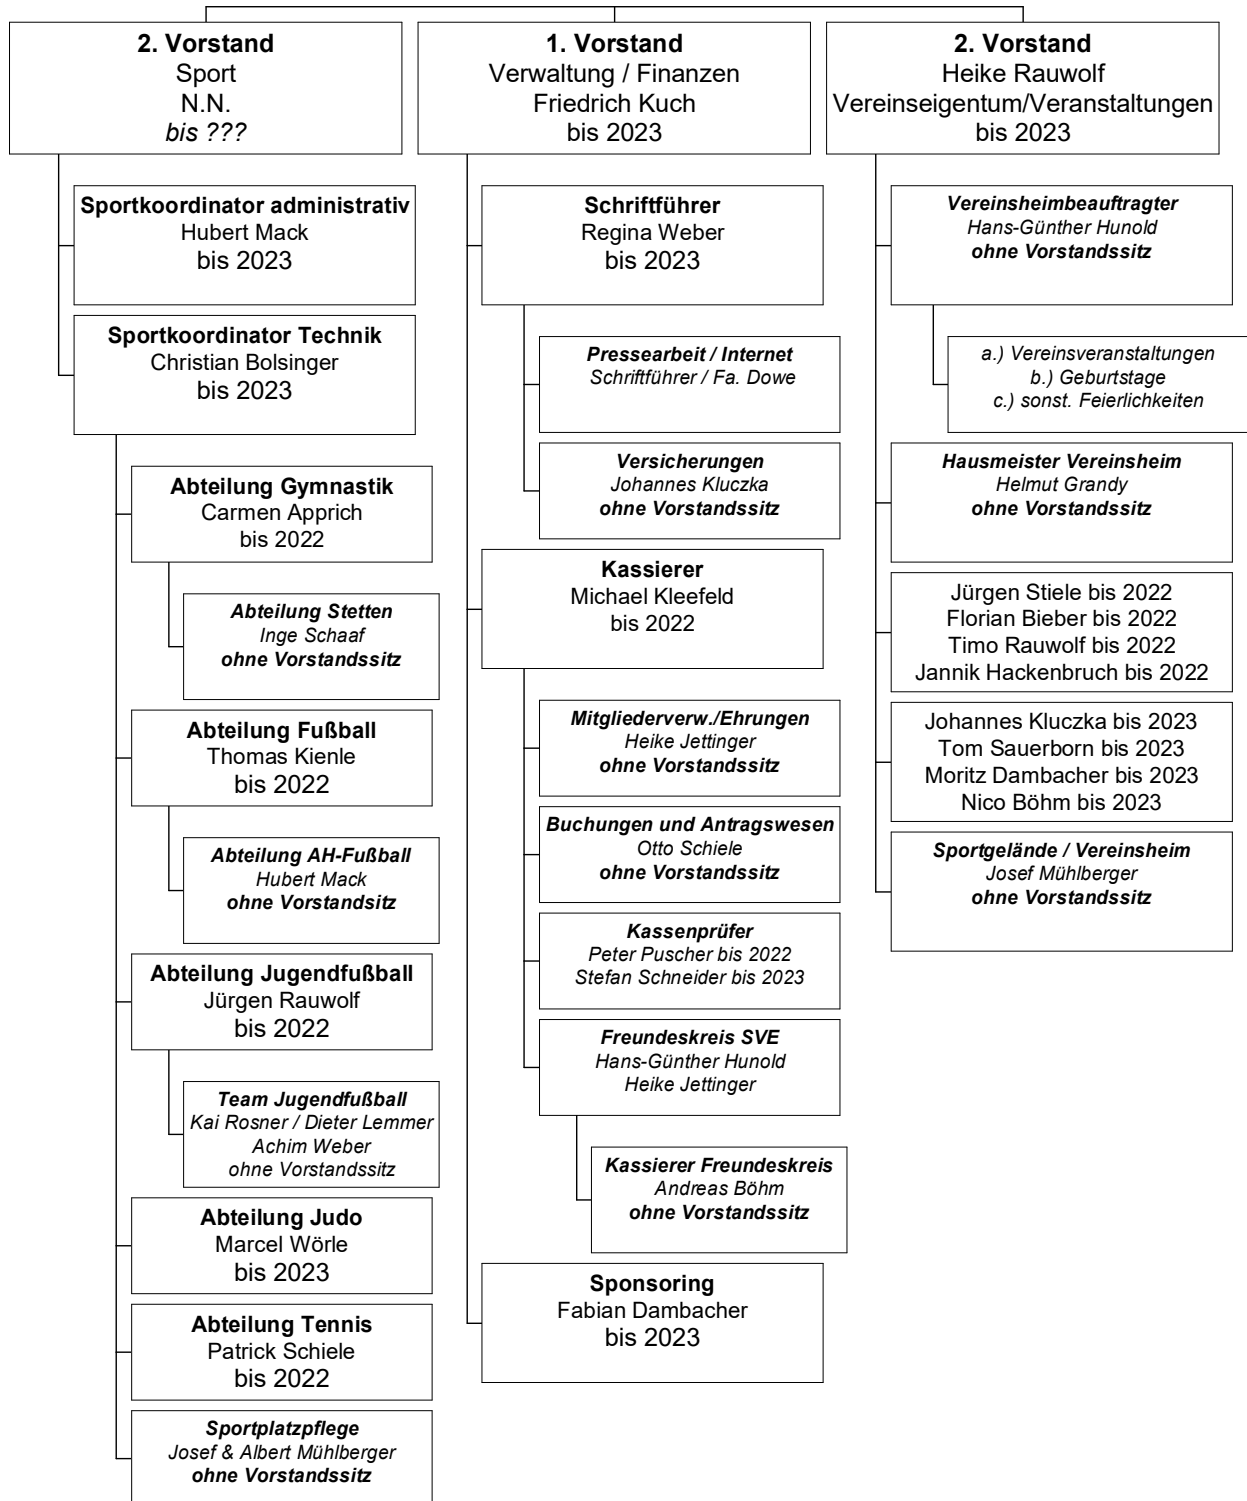 2. Vorstand
Sport
N.N.
bis ???
Sportkoordinator administrativ
Hubert Mack
bis 2023
Sportkoordinator Technik
Christian Bolsinger
bis 2023
Abteilung Gymnastik
Carmen Apprich
bis 2022
Abteilung Stetten
Inge Schaaf
ohne Vorstandssitz
Abteilung Fußball
Thomas Kienle
bis 2022
Abteilung AH-Fußball
Hubert Mack
ohne Vorstandsitz
Abteilung Jugendfußball
Jürgen Rauwolf
bis 2022
Team Jugendfußball
Kai Rosner / Dieter Lemmer
Achim Weber
ohne Vorstandssitz
Abteilung Judo
Marcel Wörle
bis 2023
Abteilung Tennis
Patrick Schiele
bis 2022
Sportplatzpflege
Josef & Albert Mühlberger
ohne Vorstandssitz
1. Vorstand
Verwaltung / Finanzen
Friedrich Kuch
bis 2023
Schriftführer
Regina Weber
bis 2023
Pressearbeit / Internet
Schriftführer / Fa. Dowe
Versicherungen
Johannes Kluczka
ohne Vorstandssitz
Kassierer
Michael Kleefeld
bis 2022
Mitgliederverw./Ehrungen
Heike Jettinger
ohne Vorstandssitz
Buchungen und Antragswesen
Otto Schiele
ohne Vorstandssitz
Kassenprüfer
Peter Puscher bis 2022
Stefan Schneider bis 2023
Freundeskreis SVE
Hans-Günther Hunold
Heike Jettinger
Kassierer Freundeskreis
Andreas Böhm
ohne Vorstandssitz
Sponsoring
Fabian Dambacher
bis 2023
2. Vorstand
Heike Rauwolf
Vereinseigentum/Veranstaltungen
bis 2023
Vereinsheimbeauftragter
Hans-Günther Hunold
ohne Vorstandssitz
a.) Vereinsveranstaltungen
b.) Geburtstage
c.) sonst. Feierlichkeiten
Hausmeister Vereinsheim
Helmut Grandy
ohne Vorstandssitz
Jürgen Stiele bis 2022
Florian Bieber bis 2022
Timo Rauwolf bis 2022
Jannik Hackenbruch bis 2022
Johannes Kluczka bis 2023
Tom Sauerborn bis 2023
Moritz Dambacher bis 2023
Nico Böhm bis 2023
Sportgelände / Vereinsheim
Josef Mühlberger
ohne Vorstandssitz